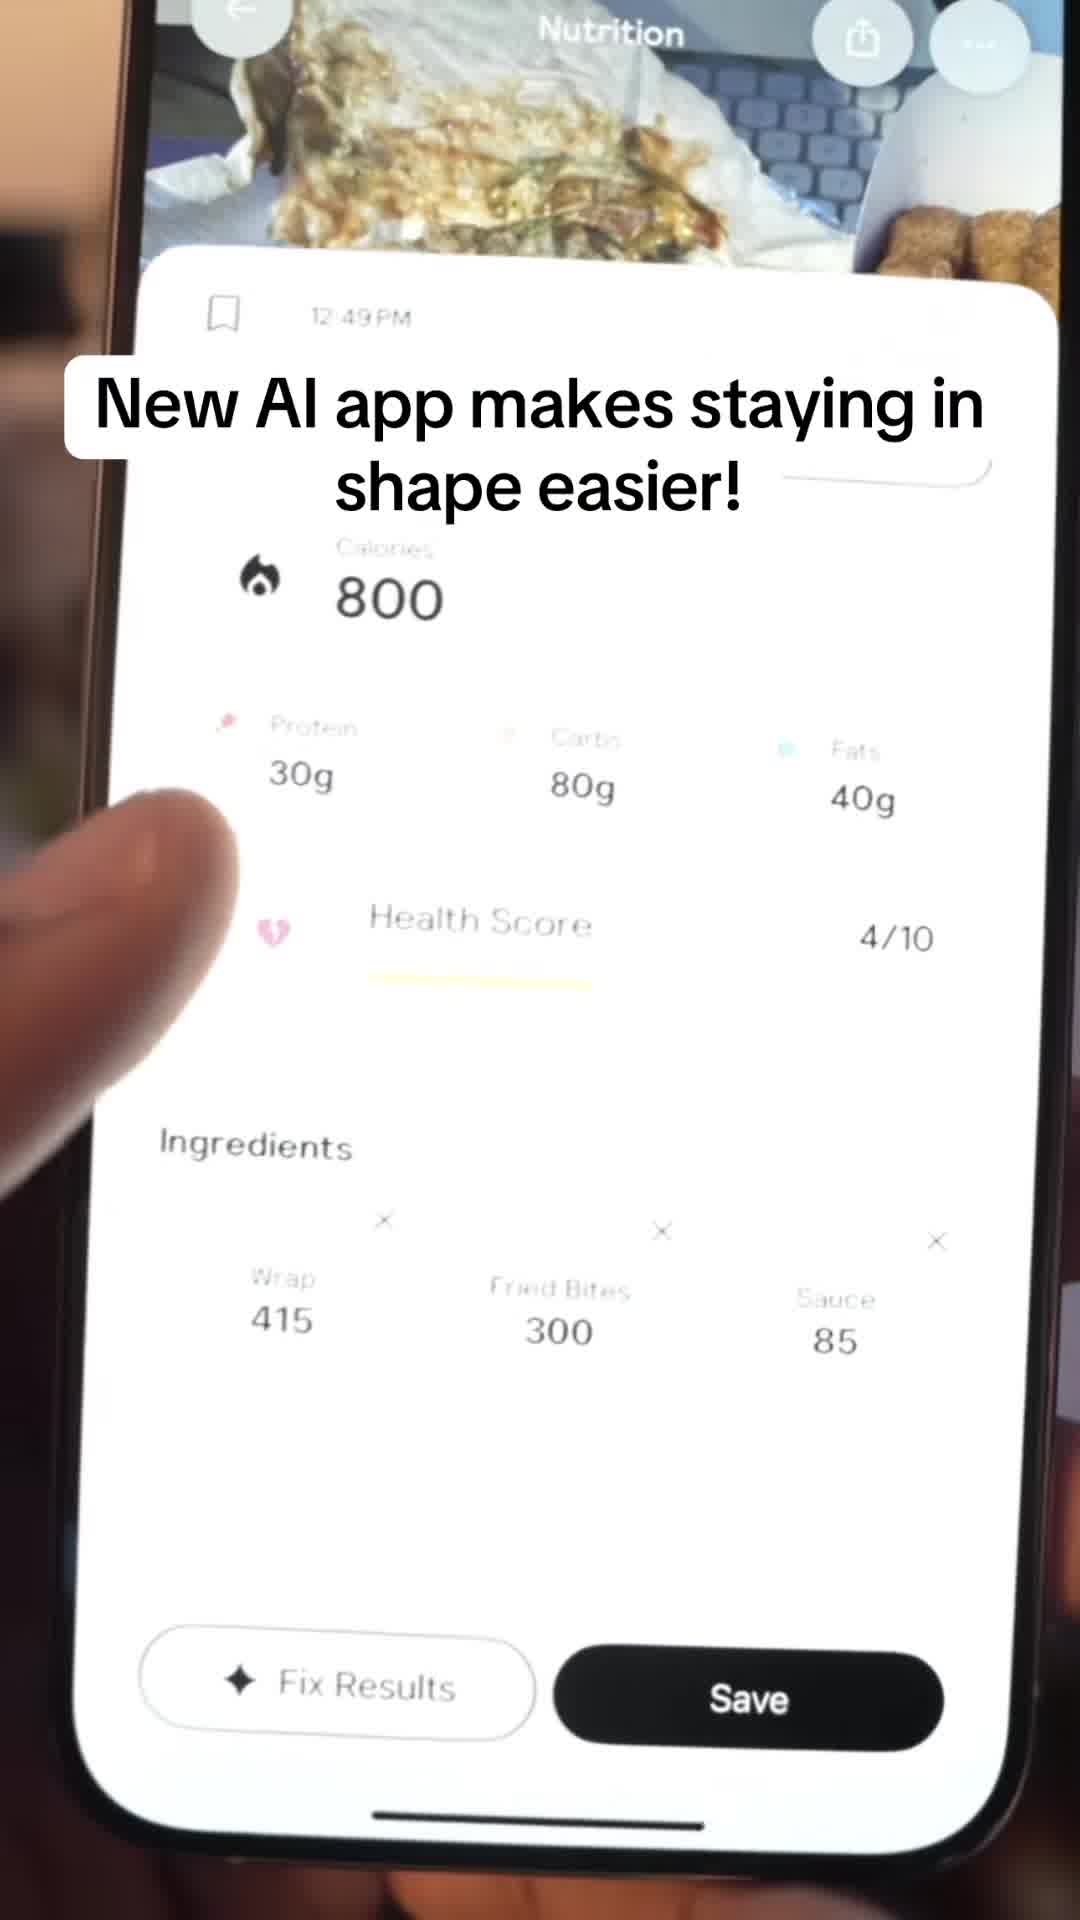 Nutrition
12:49 PM
New AI app makes staying in
shape easier!
Calories
800
Protein
Carbs
Fats
30g
80g
40g
Health Score
4/10
Ingredients
Wrap
Fried Bites
Sauce
415
300
85
Fix Results
Save